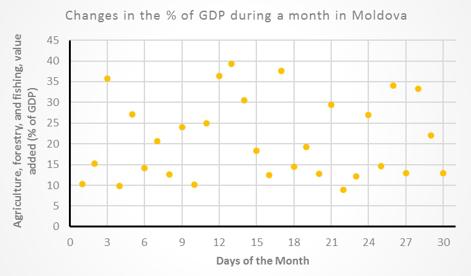 Changes in the % of GDP during a month in Moldova
Agriculture, forestry, and fishing, value
added (% of GDP)
45
40
35
30
25
20
15
10
5
0
0 3 6 9 12 15 18 21 24 27 30
Days of the Month